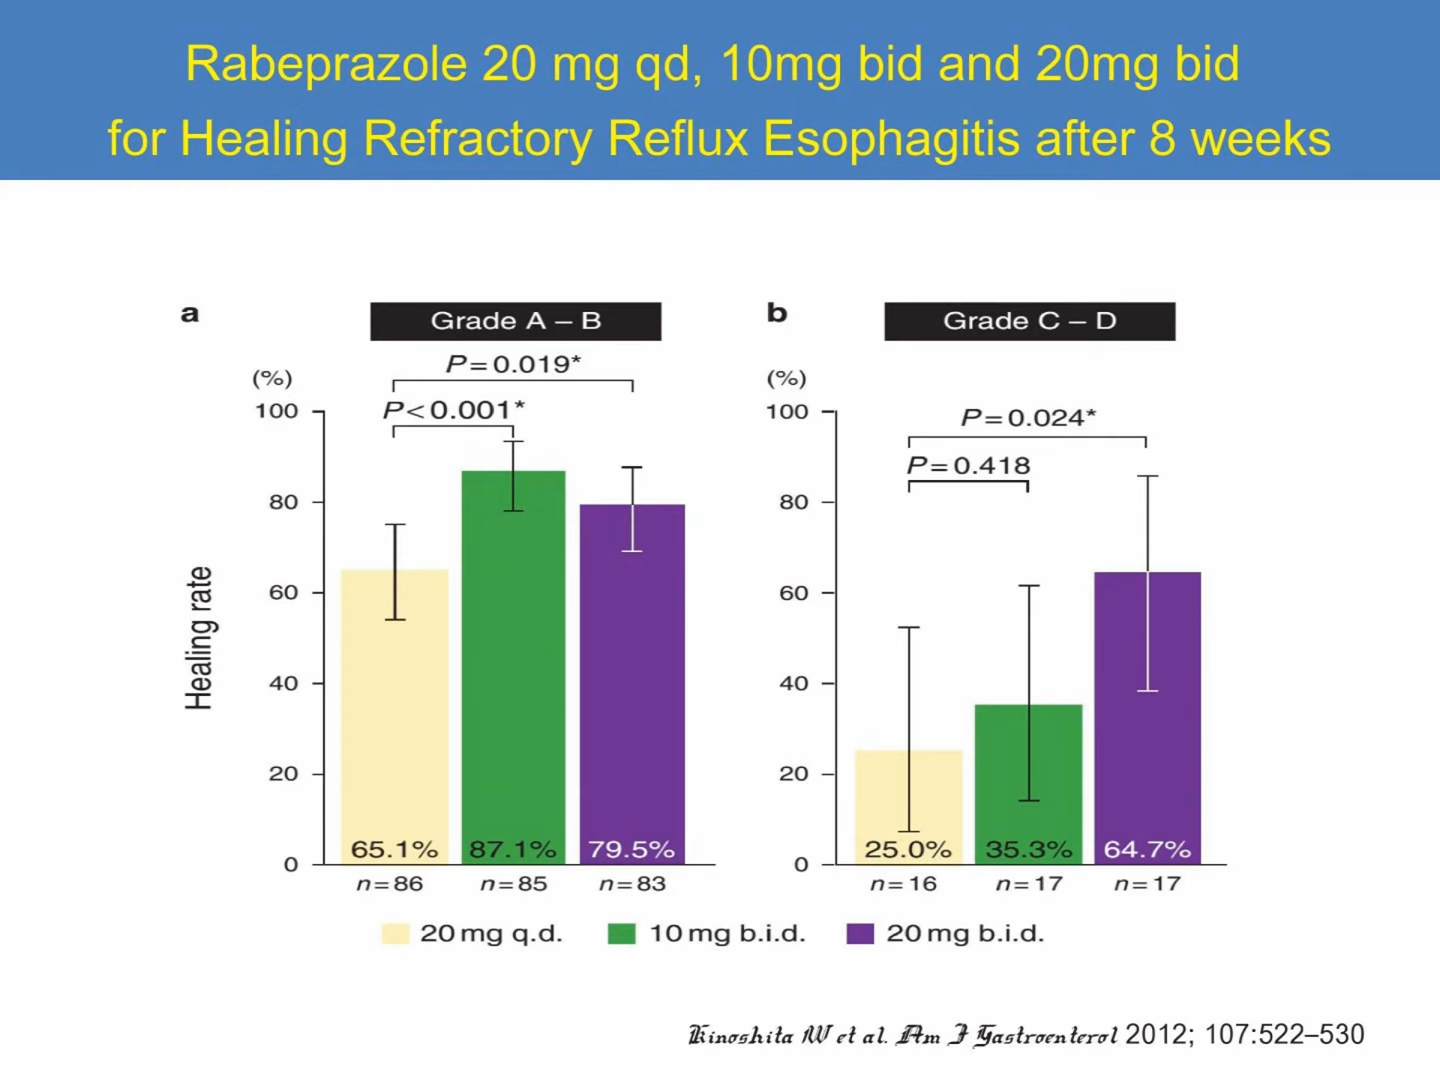 Rabeprazole 20 mg qd, 10mg bid and 20mg bid
for Healing Refractory Reflux Esophagitis after 8 weeks
a
Grade A – B
P=0.019*
(%)
P<0.001*
100
80
60
40
20
0
Healing rate
65.1% 87.1% 79.5%
n=86 n=85 n=83
b
Grade C – D
(%)
P=0.024*
100
P=0.418
80
60
40
20
0
25.0% 35.3% 64.7%
n=16 n=17 n=17
20 mg q.d. 10 mg b.i.d. 20 mg b.i.d.
Kinoshita W et al. Am J Gastroenterol 2012; 107:522–530